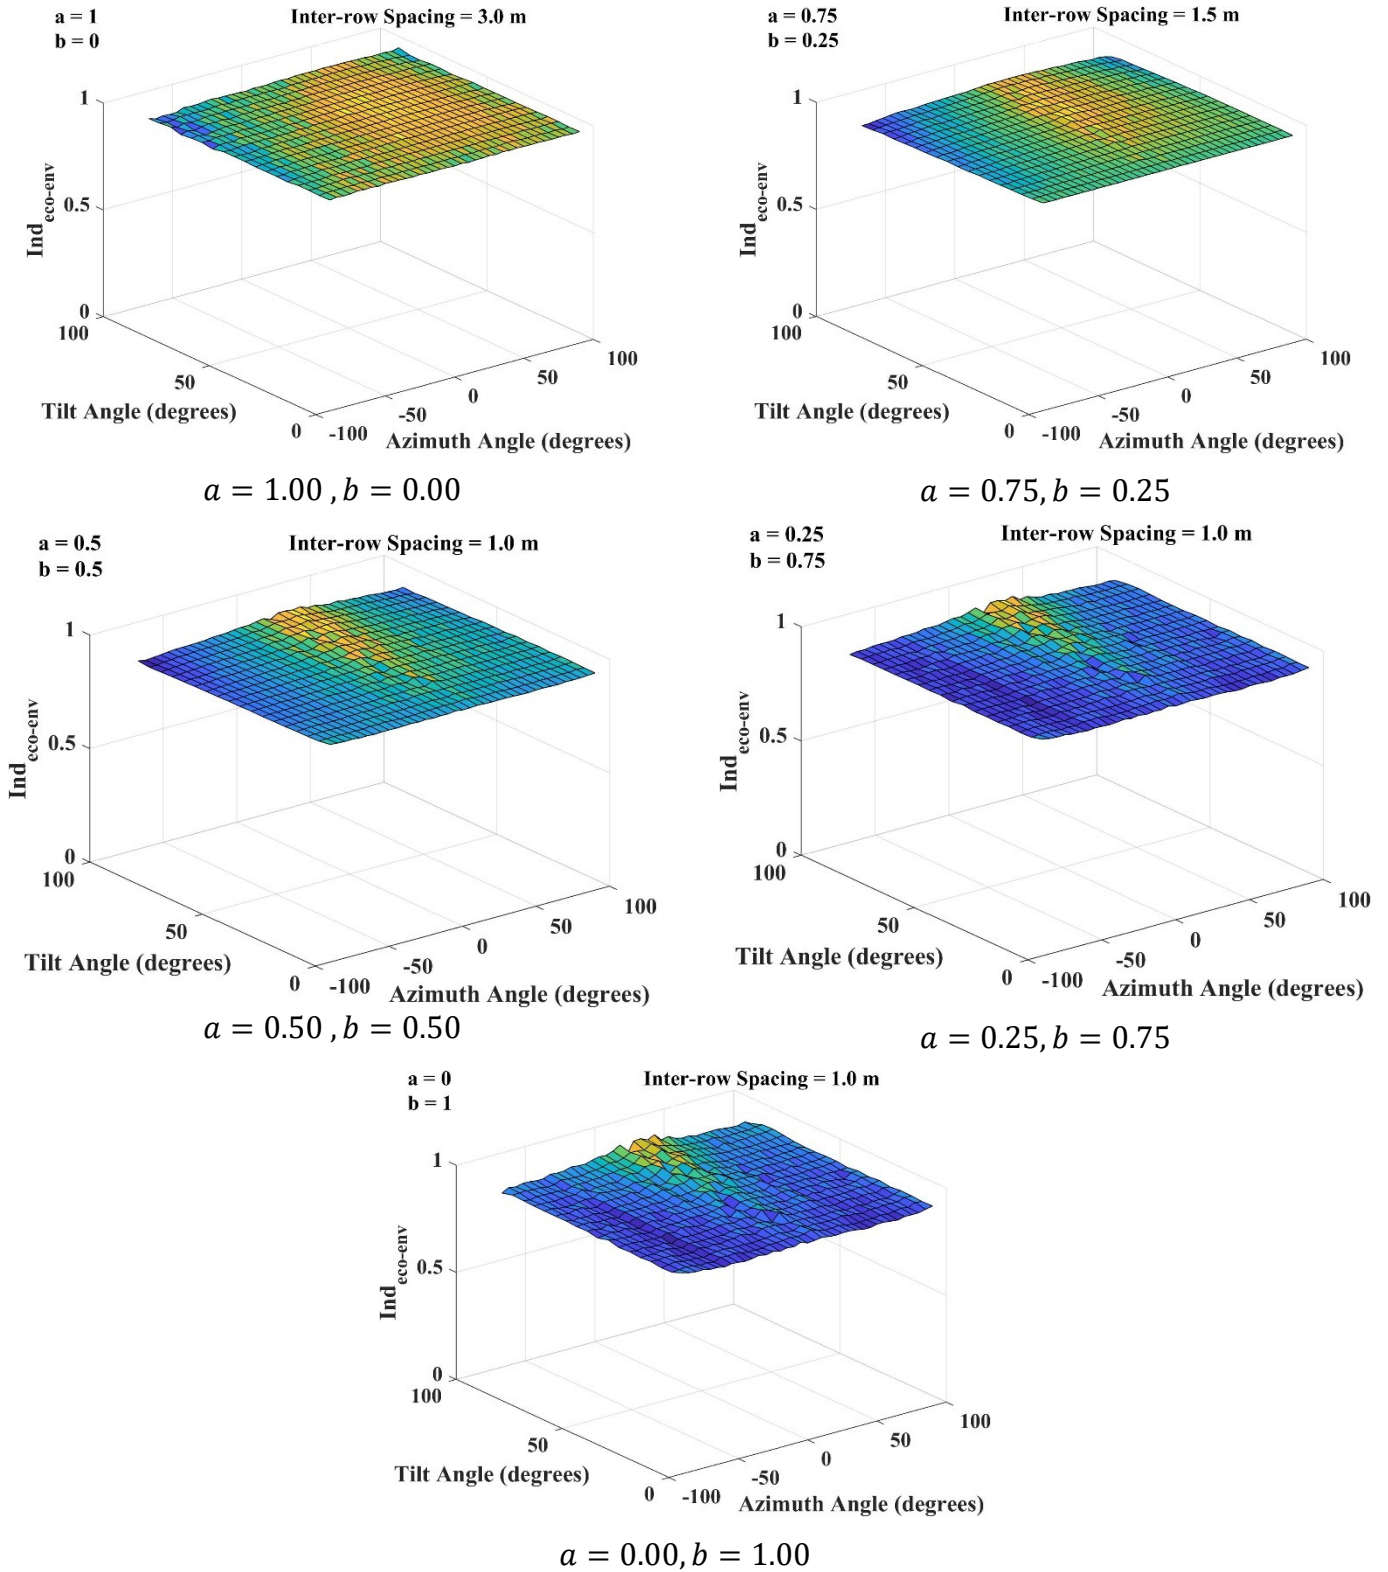 a = 1
b = 0
Inter-row Spacing = 3.0 m
1
0.5
0
Ind_eco-env
100
50
0
Tilt Angle (degrees)
-100
-50
0
50
100
Azimuth Angle (degrees)
a = 1.00 , b = 0.00
a = 0.75
b = 0.25
Inter-row Spacing = 1.5 m
1
0.5
0
Ind_eco-env
100
50
0
Tilt Angle (degrees)
-100
-50
0
50
100
Azimuth Angle (degrees)
a = 0.75, b = 0.25
a = 0.5
b = 0.5
Inter-row Spacing = 1.0 m
1
0.5
0
Ind_eco-env
100
50
0
Tilt Angle (degrees)
-100
-50
0
50
100
Azimuth Angle (degrees)
a = 0.50 , b = 0.50
a = 0.25
b = 0.75
Inter-row Spacing = 1.0 m
1
0.5
0
Ind_eco-env
100
50
0
Tilt Angle (degrees)
-100
-50
0
50
100
Azimuth Angle (degrees)
a = 0.25, b = 0.75
a = 0
b = 1
Inter-row Spacing = 1.0 m
1
0.5
0
Ind_eco-env
100
50
0
Tilt Angle (degrees)
-100
-50
0
50
100
Azimuth Angle (degrees)
a = 0.00, b = 1.00